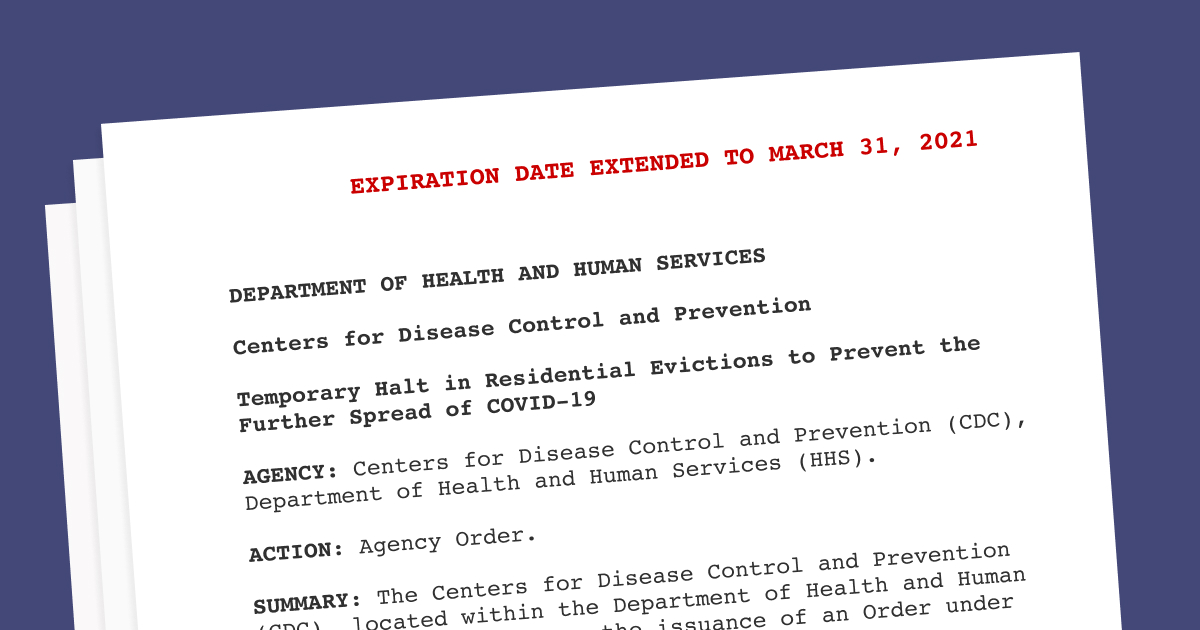 EXPIRATION DATE EXTENDED TO MARCH 31, 2021
DEPARTMENT OF HEALTH AND HUMAN SERVICES
Centers for Disease Control and Prevention
Temporary Halt in Residential Evictions to Prevent the
Further Spread of COVID-19
AGENCY: Centers for Disease Control and Prevention (CDC),
Department of Health and Human Services (HHS).
ACTION: Agency Order.
SUMMARY: The Centers for Disease Control and Prevention
(CDC), located within the Department of Health and Human
the issuance of an Order under